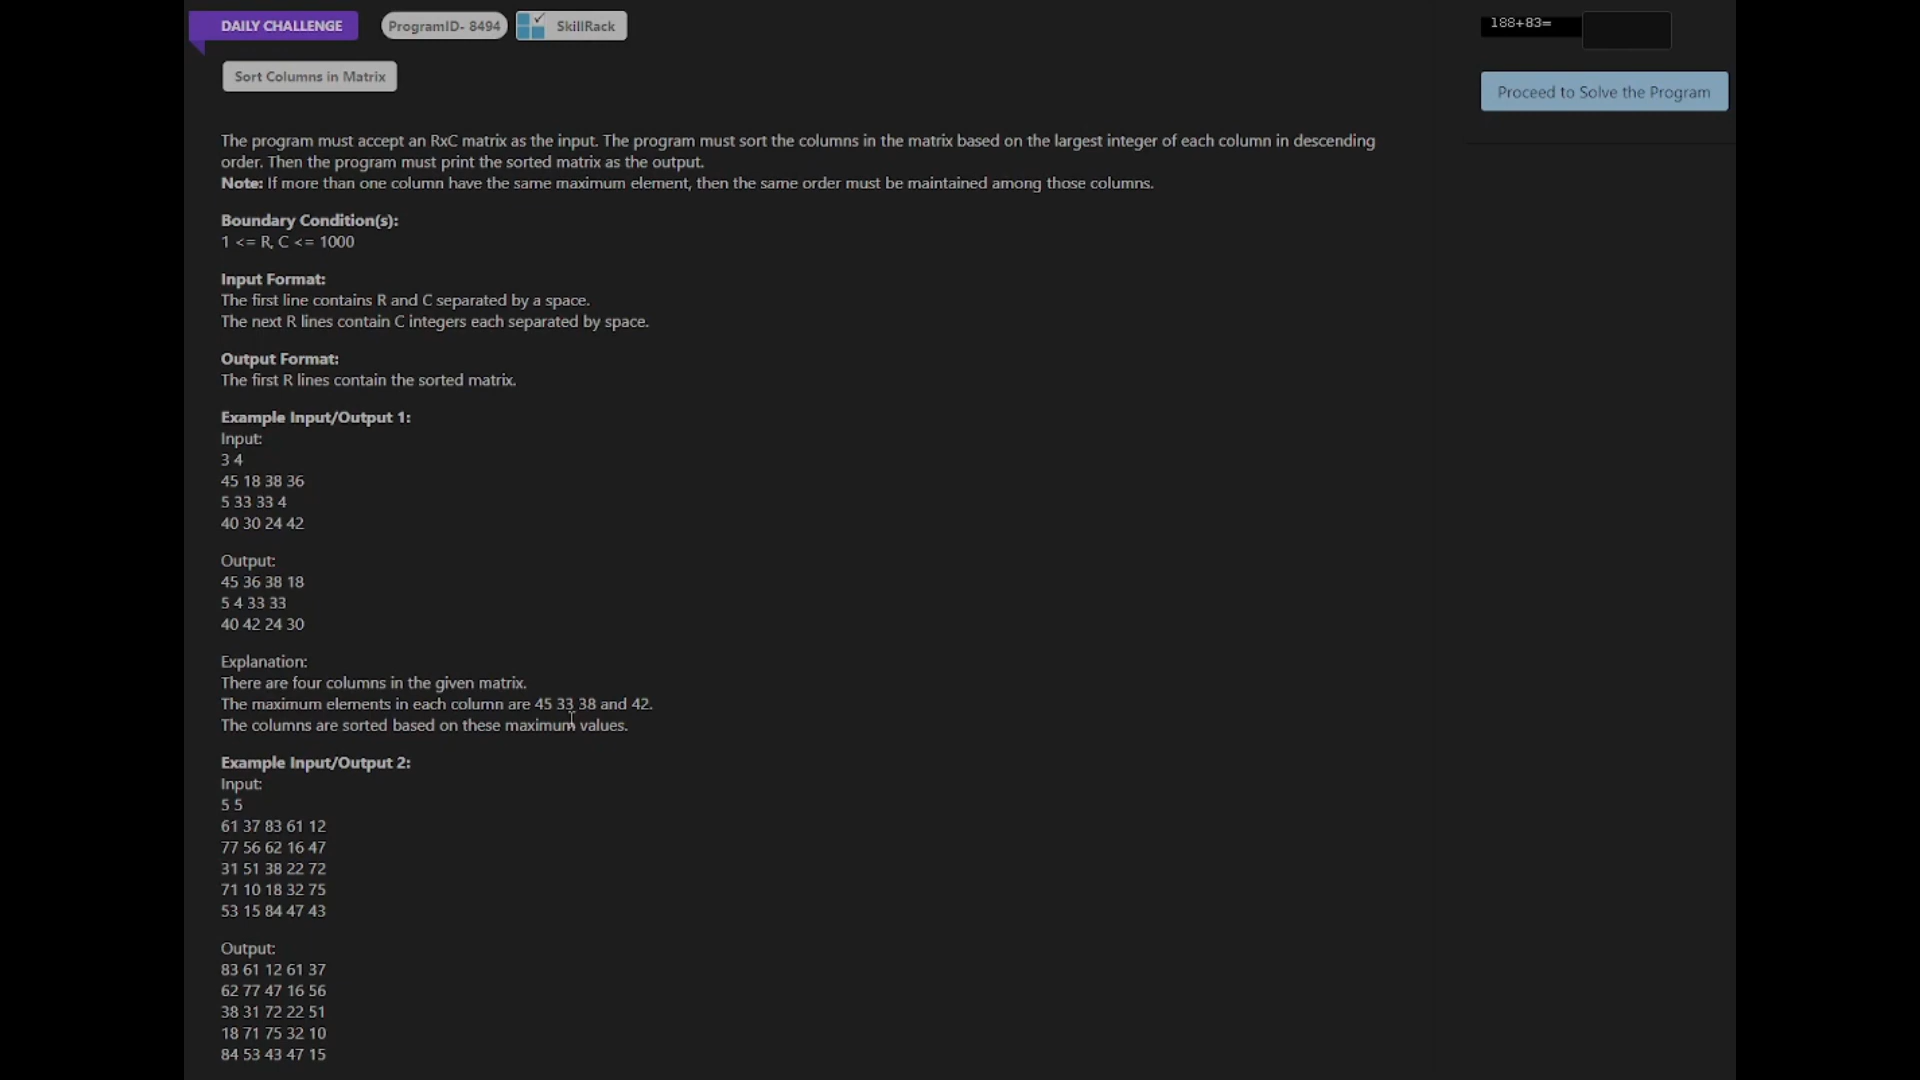 DAILY CHALLENGE
ProgramID- 8494
SkillRack
188+83=
Sort Columns in Matrix
Proceed to Solve the Program
The program must accept an RxC matrix as the input. The program must sort the columns in the matrix based on the largest integer of each column in descending
order. Then the program must print the sorted matrix as the output.
Note: If more than one column have the same maximum element, then the same order must be maintained among those columns.
Boundary Condition(s):
1 <= R, C <= 1000
Input Format:
The first line contains R and C separated by a space.
The next R lines contain C integers each separated by space.
Output Format:
The first R lines contain the sorted matrix.
Example Input/Output 1:
Input:
3 4
45 18 38 36
5 33 33 4
40 30 24 42
Output:
45 36 38 18
5 4 33 33
40 42 24 30
Explanation:
There are four columns in the given matrix.
The maximum elements in each column are 45 33 38 and 42.
The columns are sorted based on these maximum values.
Example Input/Output 2:
Input:
5 5
61 37 83 61 12
77 56 62 16 47
31 51 38 22 72
71 10 18 32 75
53 15 84 47 43
Output:
83 61 12 61 37
62 77 47 16 56
38 31 72 22 51
18 71 75 32 10
84 53 43 47 15